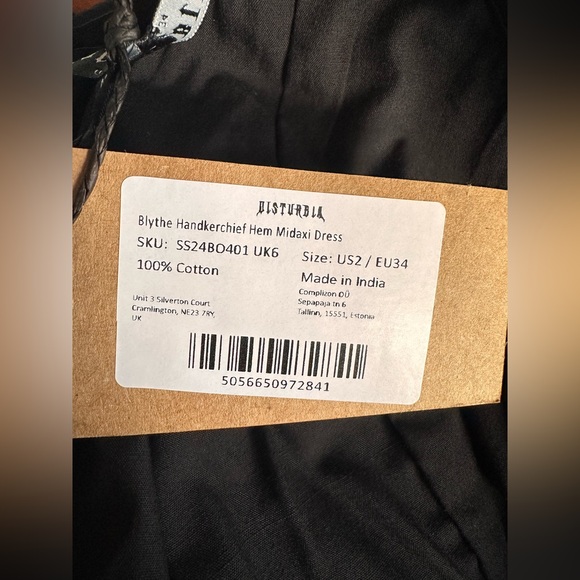 DISTURBIA
Blythe Handkerchief Hem Midaxi Dress
SKU: SS24BO401 UK6
Size: US2 / EU34
100% Cotton
Made in India
Unit 3 Silverton Court
Cramlington, NE23 7RY,
UK
Complizon OÜ
Sepapaja tn 6
Tallinn, 15551, Estonia
5056650972841